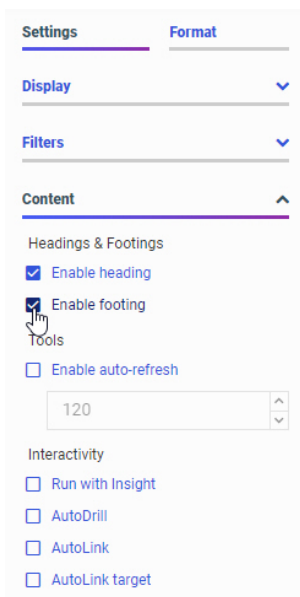 Settings Format
Display
Filters
Content
Headings & Footings
Enable heading
Enable footing
Tools
Enable auto-refresh
120
Interactivity
Run with Insight
AutoDrill
AutoLink
AutoLink target